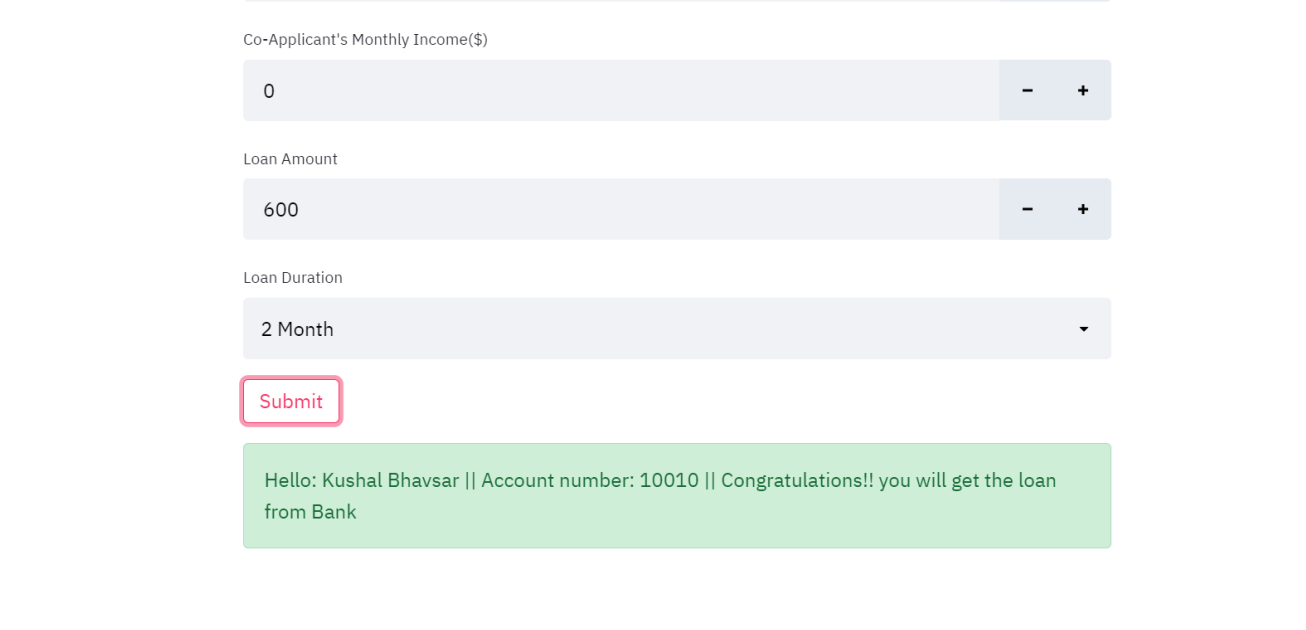 Co-Applicant's Monthly Income($)
0 − +
Loan Amount
600 − +
Loan Duration
2 Month
Submit
Hello: Kushal Bhavsar || Account number: 10010 || Congratulations!! you will get the loan
from Bank